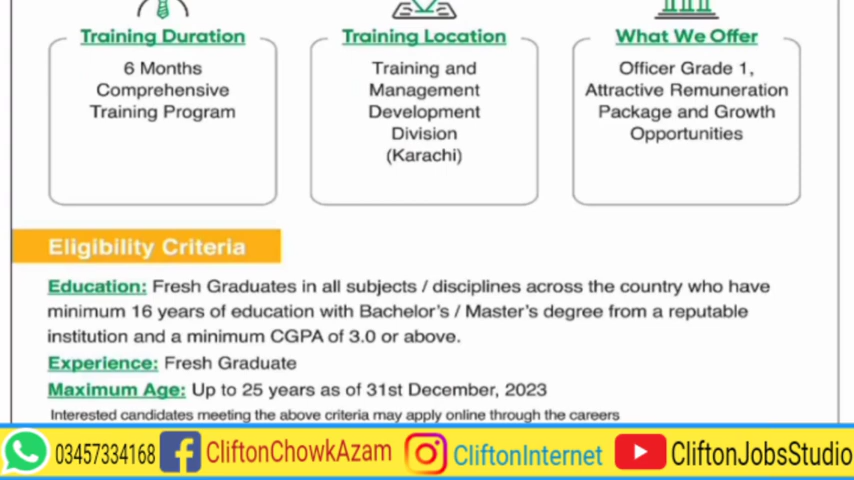 Training Duration
6 Months
Comprehensive
Training Program
Training Location
Training and
Management
Development
Division
(Karachi)
What We Offer
Officer Grade 1,
Attractive Remuneration
Package and Growth
Opportunities
Eligibility Criteria
Education: Fresh Graduates in all subjects / disciplines across the country who have
minimum 16 years of education with Bachelor's / Master's degree from a reputable
institution and a minimum CGPA of 3.0 or above.
Experience: Fresh Graduate
Maximum Age: Up to 25 years as of 31st December, 2023
Interested candidates meeting the above criteria may apply online through the careers
03457334168 CliftonChowkAzam CliftonInternet CliftonJobsStudio